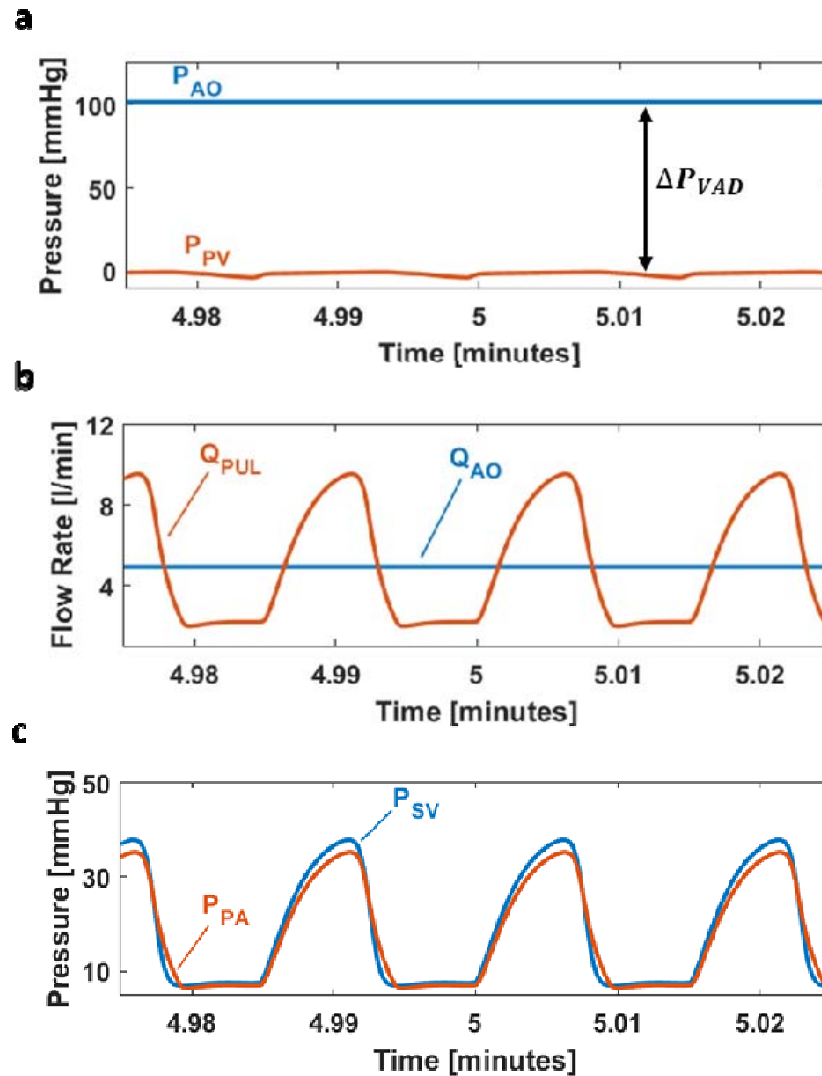 a
Pressure [mmHg]
100
50
0
P_AO
P_PV
ΔP_VAD
4.98 4.99 5 5.01 5.02
Time [minutes]
b
Flow Rate [l/min]
12
8
4
Q_PUL
Q_AO
4.98 4.99 5 5.01 5.02
Time [minutes]
c
Pressure [mmHg]
50
30
10
P_SV
P_PA
4.98 4.99 5 5.01 5.02
Time [minutes]